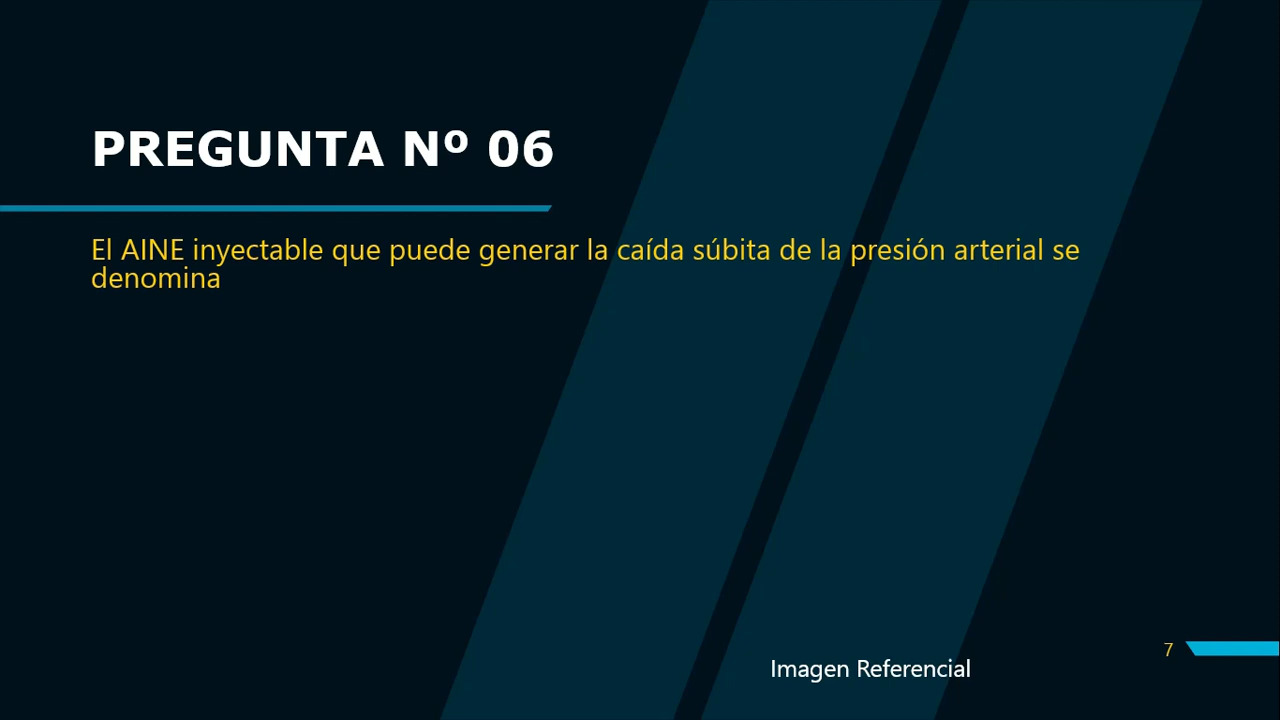 PREGUNTA Nº 06
El AINE inyectable que puede generar la caída súbita de la presión arterial se
denomina
7
Imagen Referencial